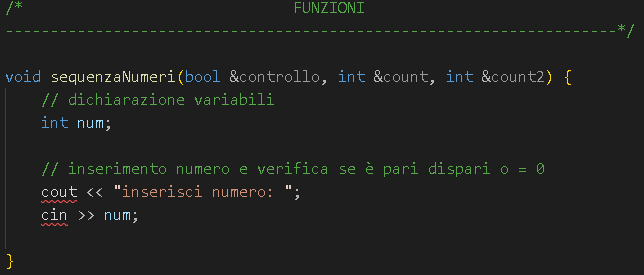 /* FUNZIONI
-----------------------------------------------------------------*/
void sequenzaNumeri(bool &controllo, int &count, int &count2) {
// dichiarazione variabili
int num;
// inserimento numero e verifica se è pari dispari o = 0
cout << "inserisci numero: ";
cin >> num;
}